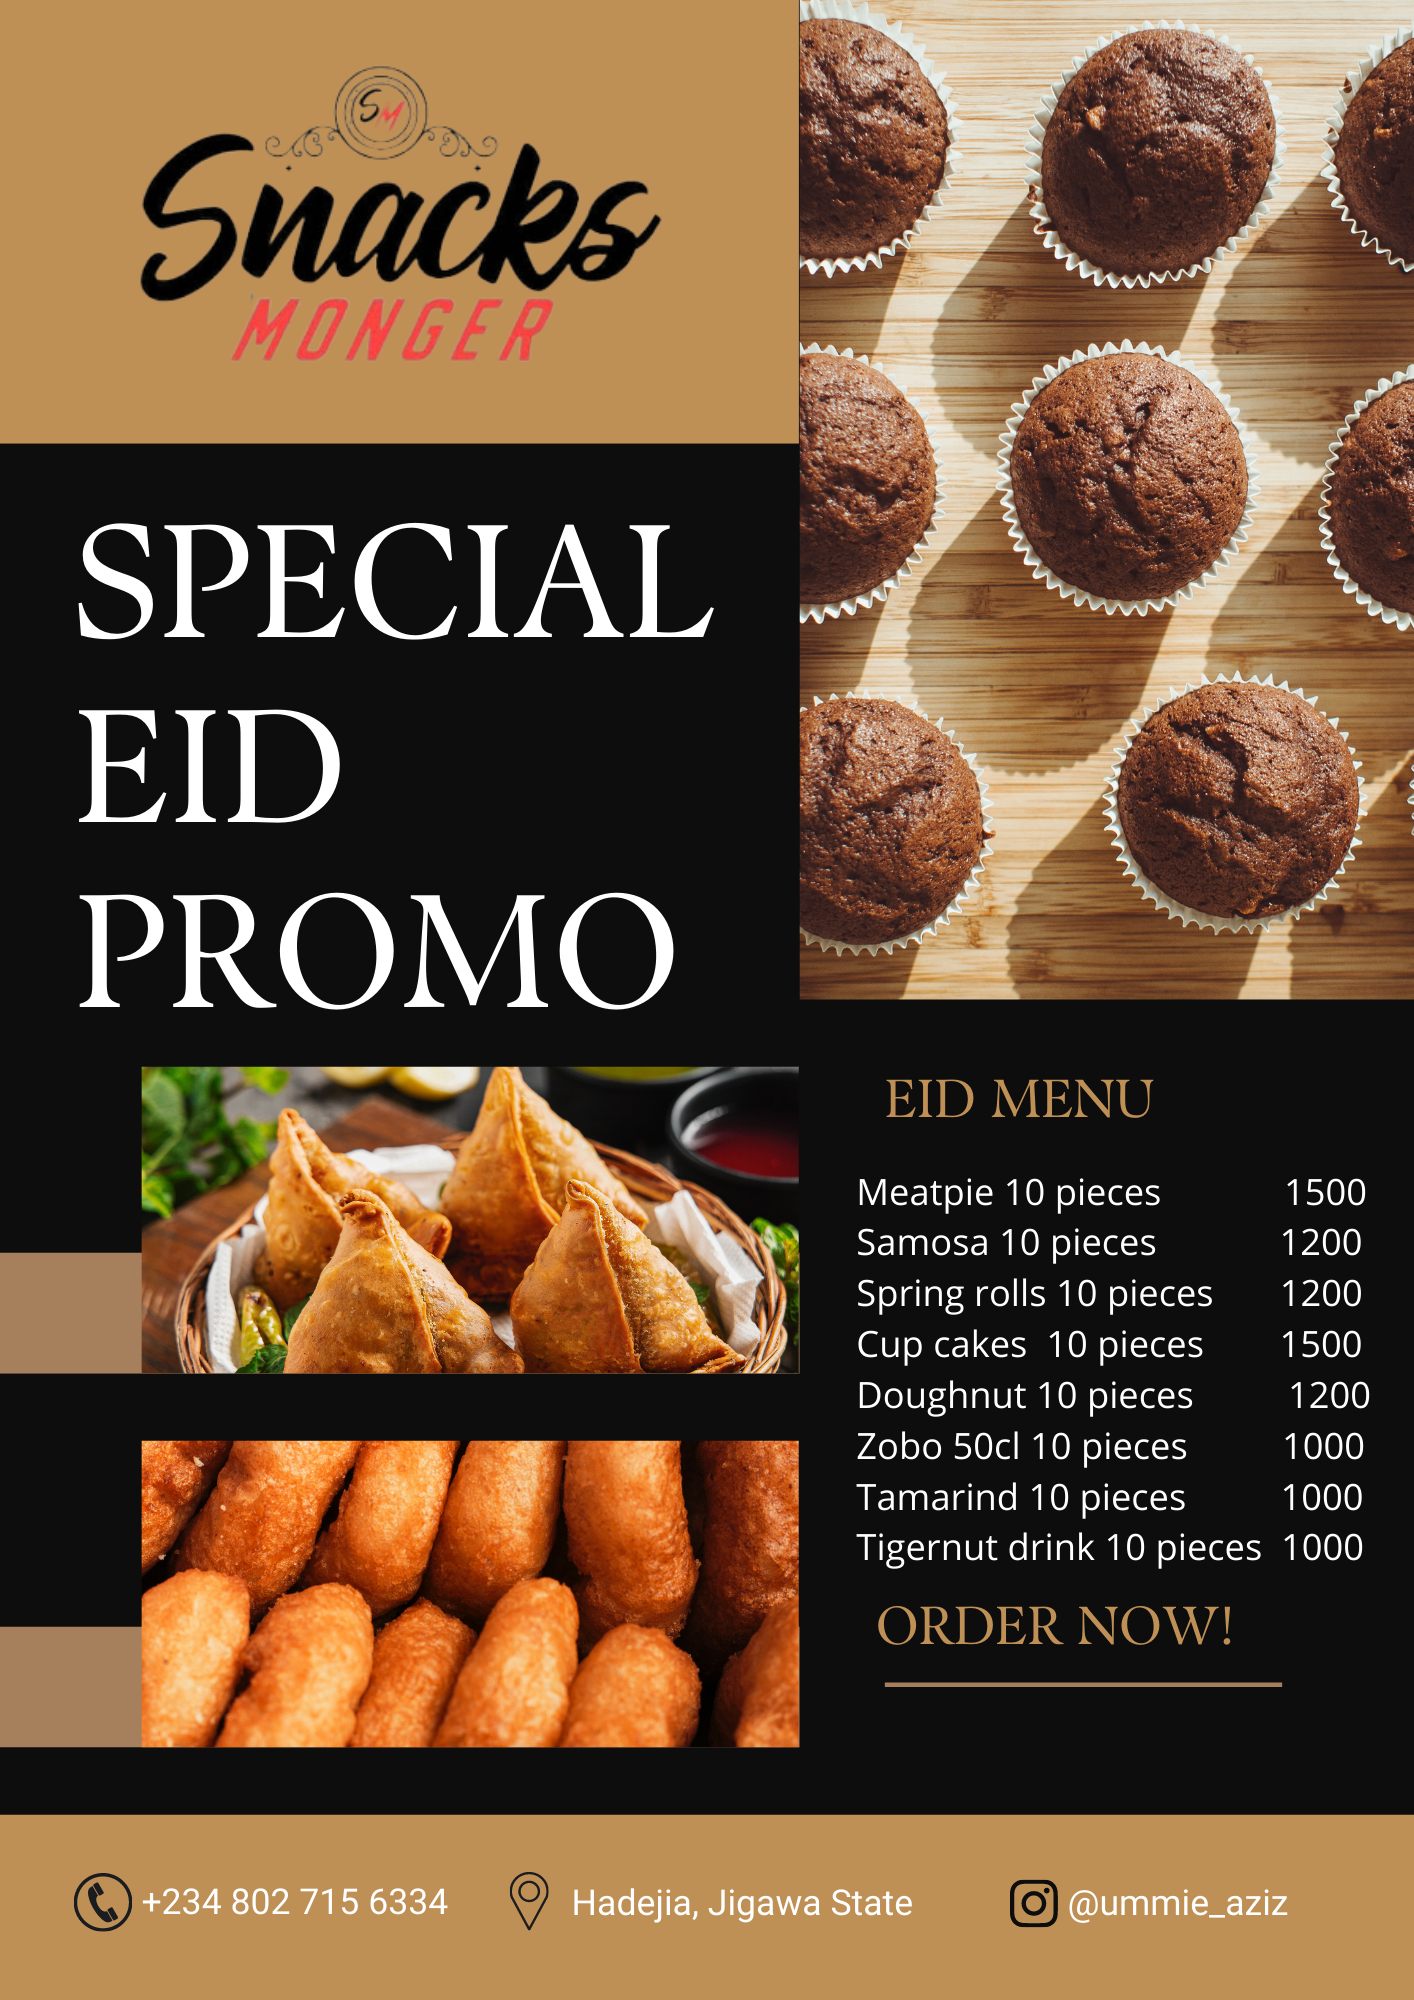 SM
Snacks
MONGER
SPECIAL
EID
PROMO
EID MENU
Meatpie 10 pieces 1500
Samosa 10 pieces 1200
Spring rolls 10 pieces 1200
Cup cakes 10 pieces 1500
Doughnut 10 pieces 1200
Zobo 50cl 10 pieces 1000
Tamarind 10 pieces 1000
Tigernut drink 10 pieces 1000
ORDER NOW!
+234 802 715 6334
Hadejia, Jigawa State
@ummie_aziz